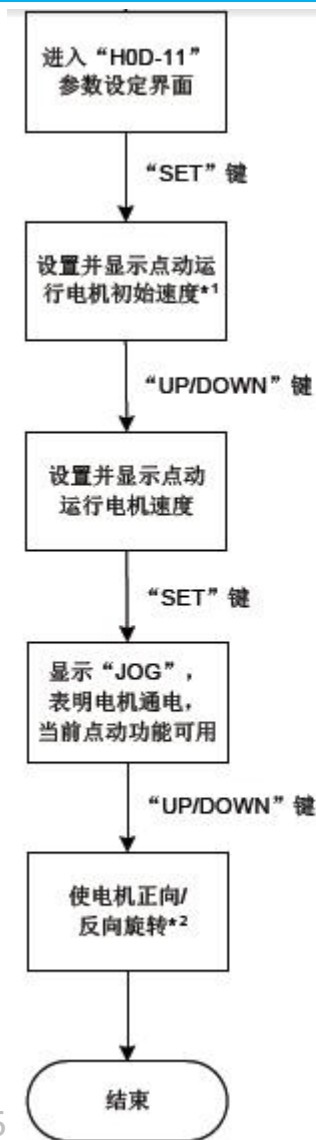 进入“H0D-11”
参数设定界面
“SET”键
设置并显示点动运
行电机初始速度*1
“UP/DOWN”键
设置并显示点动
运行电机速度
“SET”键
显示“JOG”，
表明电机通电，
当前点动功能可用
“UP/DOWN”键
使电机正向/
反向旋转*2
结束